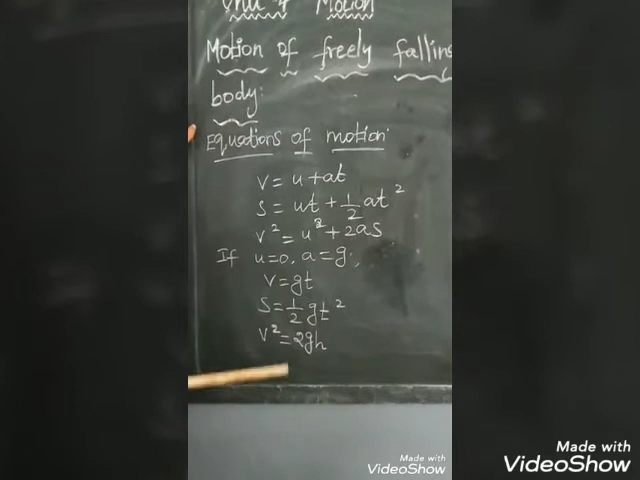 Unit 4 Motion
Motion of freely falling
body:
Equations of motion:
v = u + at
s = ut + 1/2 at²
v² = u² + 2as
If u=0, a=g;
v = gt
s = 1/2 gt²
v² = 2gh
Made with
VideoShow
Made with
VideoShow